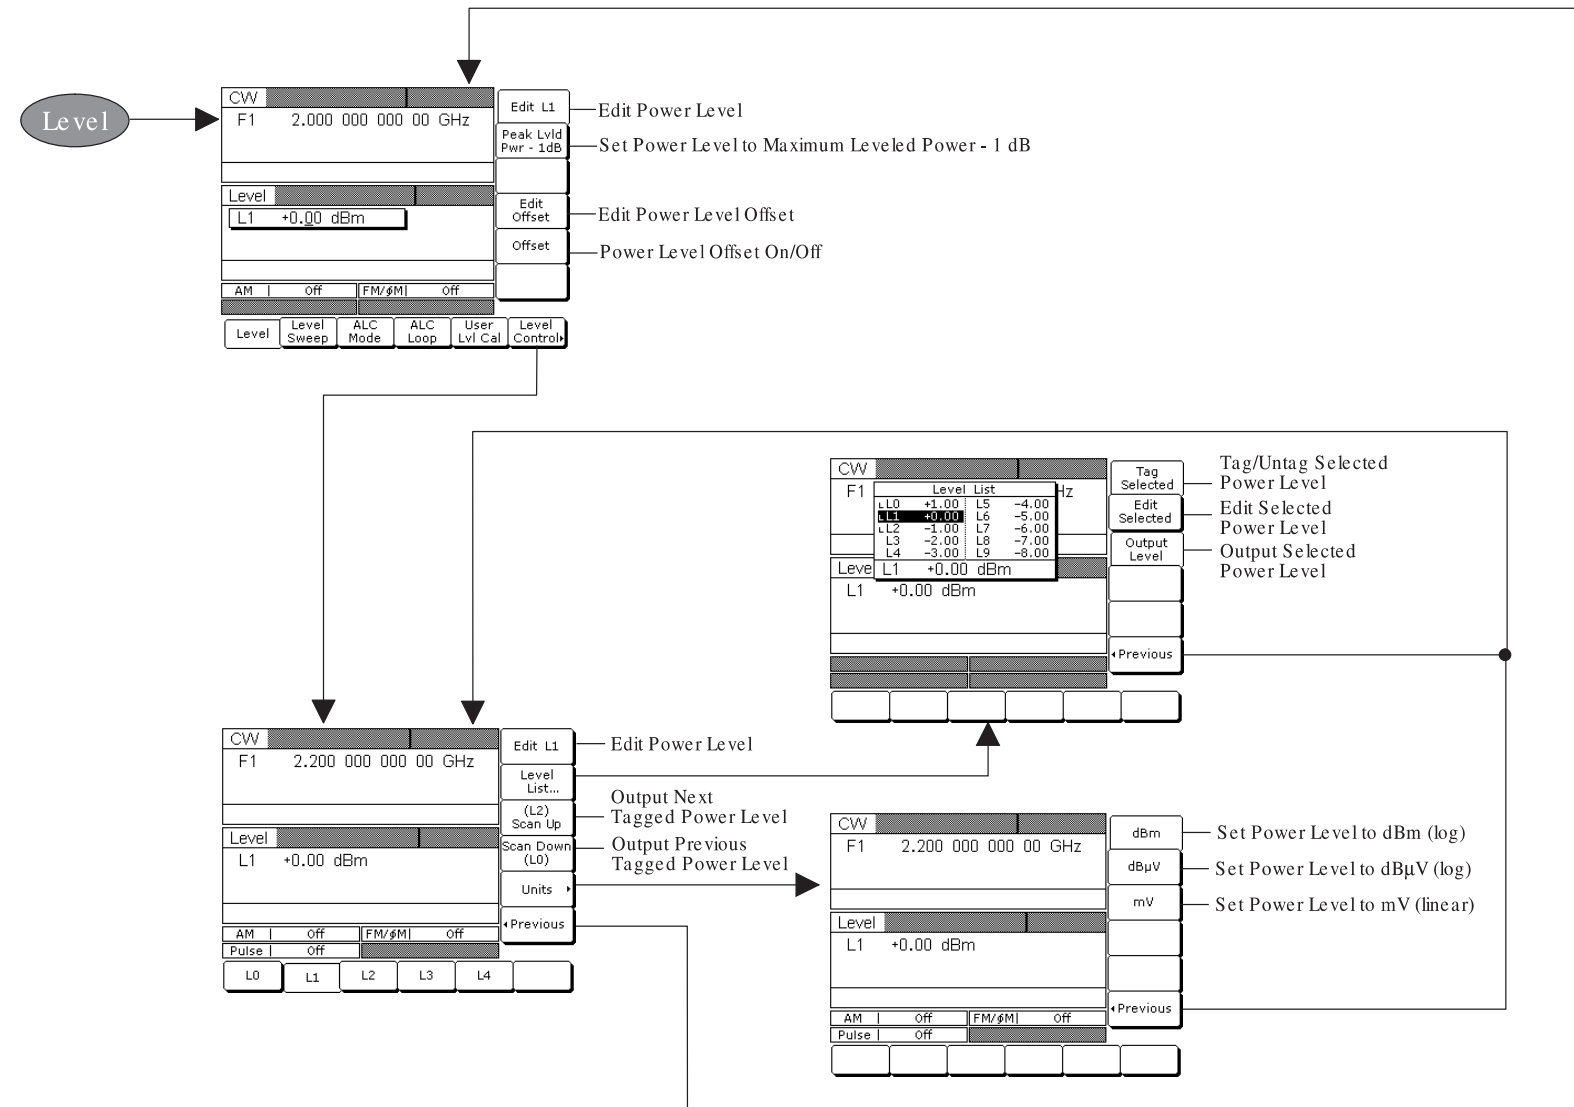 Level
CW
F1 2.000 000 000 00 GHz
Level
L1 +0.00 dBm
AM | Off FM/φM| Off
Level
Level
Sweep
ALC
Mode
ALC
Loop
User
Lvl Cal
Level
Control
Edit L1
Edit Power Level
Peak Lvld
Pwr - 1dB
Set Power Level to Maximum Leveled Power - 1 dB
Edit
Offset
Edit Power Level Offset
Offset
Power Level Offset On/Off
CW
F1 Hz
Level List
L0 +1.00 L5 -4.00
L1 +0.00 L6 -5.00
L2 -1.00 L7 -6.00
L3 -2.00 L8 -7.00
L4 -3.00 L9 -8.00
Leve L1 +0.00 dBm
L1 +0.00 dBm
Tag
Selected
Tag/Untag Selected
Power Level
Edit
Selected
Edit Selected
Power Level
Output
Level
Output Selected
Power Level
Previous
CW
F1 2.200 000 000 00 GHz
Level
L1 +0.00 dBm
AM | Off FM/φM| Off
Pulse | Off
L0 L1 L2 L3 L4
Edit L1
Edit Power Level
Level
List...
(L2)
Scan Up
Output Next
Tagged Power Level
Scan Down
(L0)
Output Previous
Tagged Power Level
Units
Previous
CW
F1 2.200 000 000 00 GHz
Level
L1 +0.00 dBm
AM | Off FM/φM| Off
Pulse | Off
dBm
Set Power Level to dBm (log)
dBµV
Set Power Level to dBµV (log)
mV
Set Power Level to mV (linear)
Previous